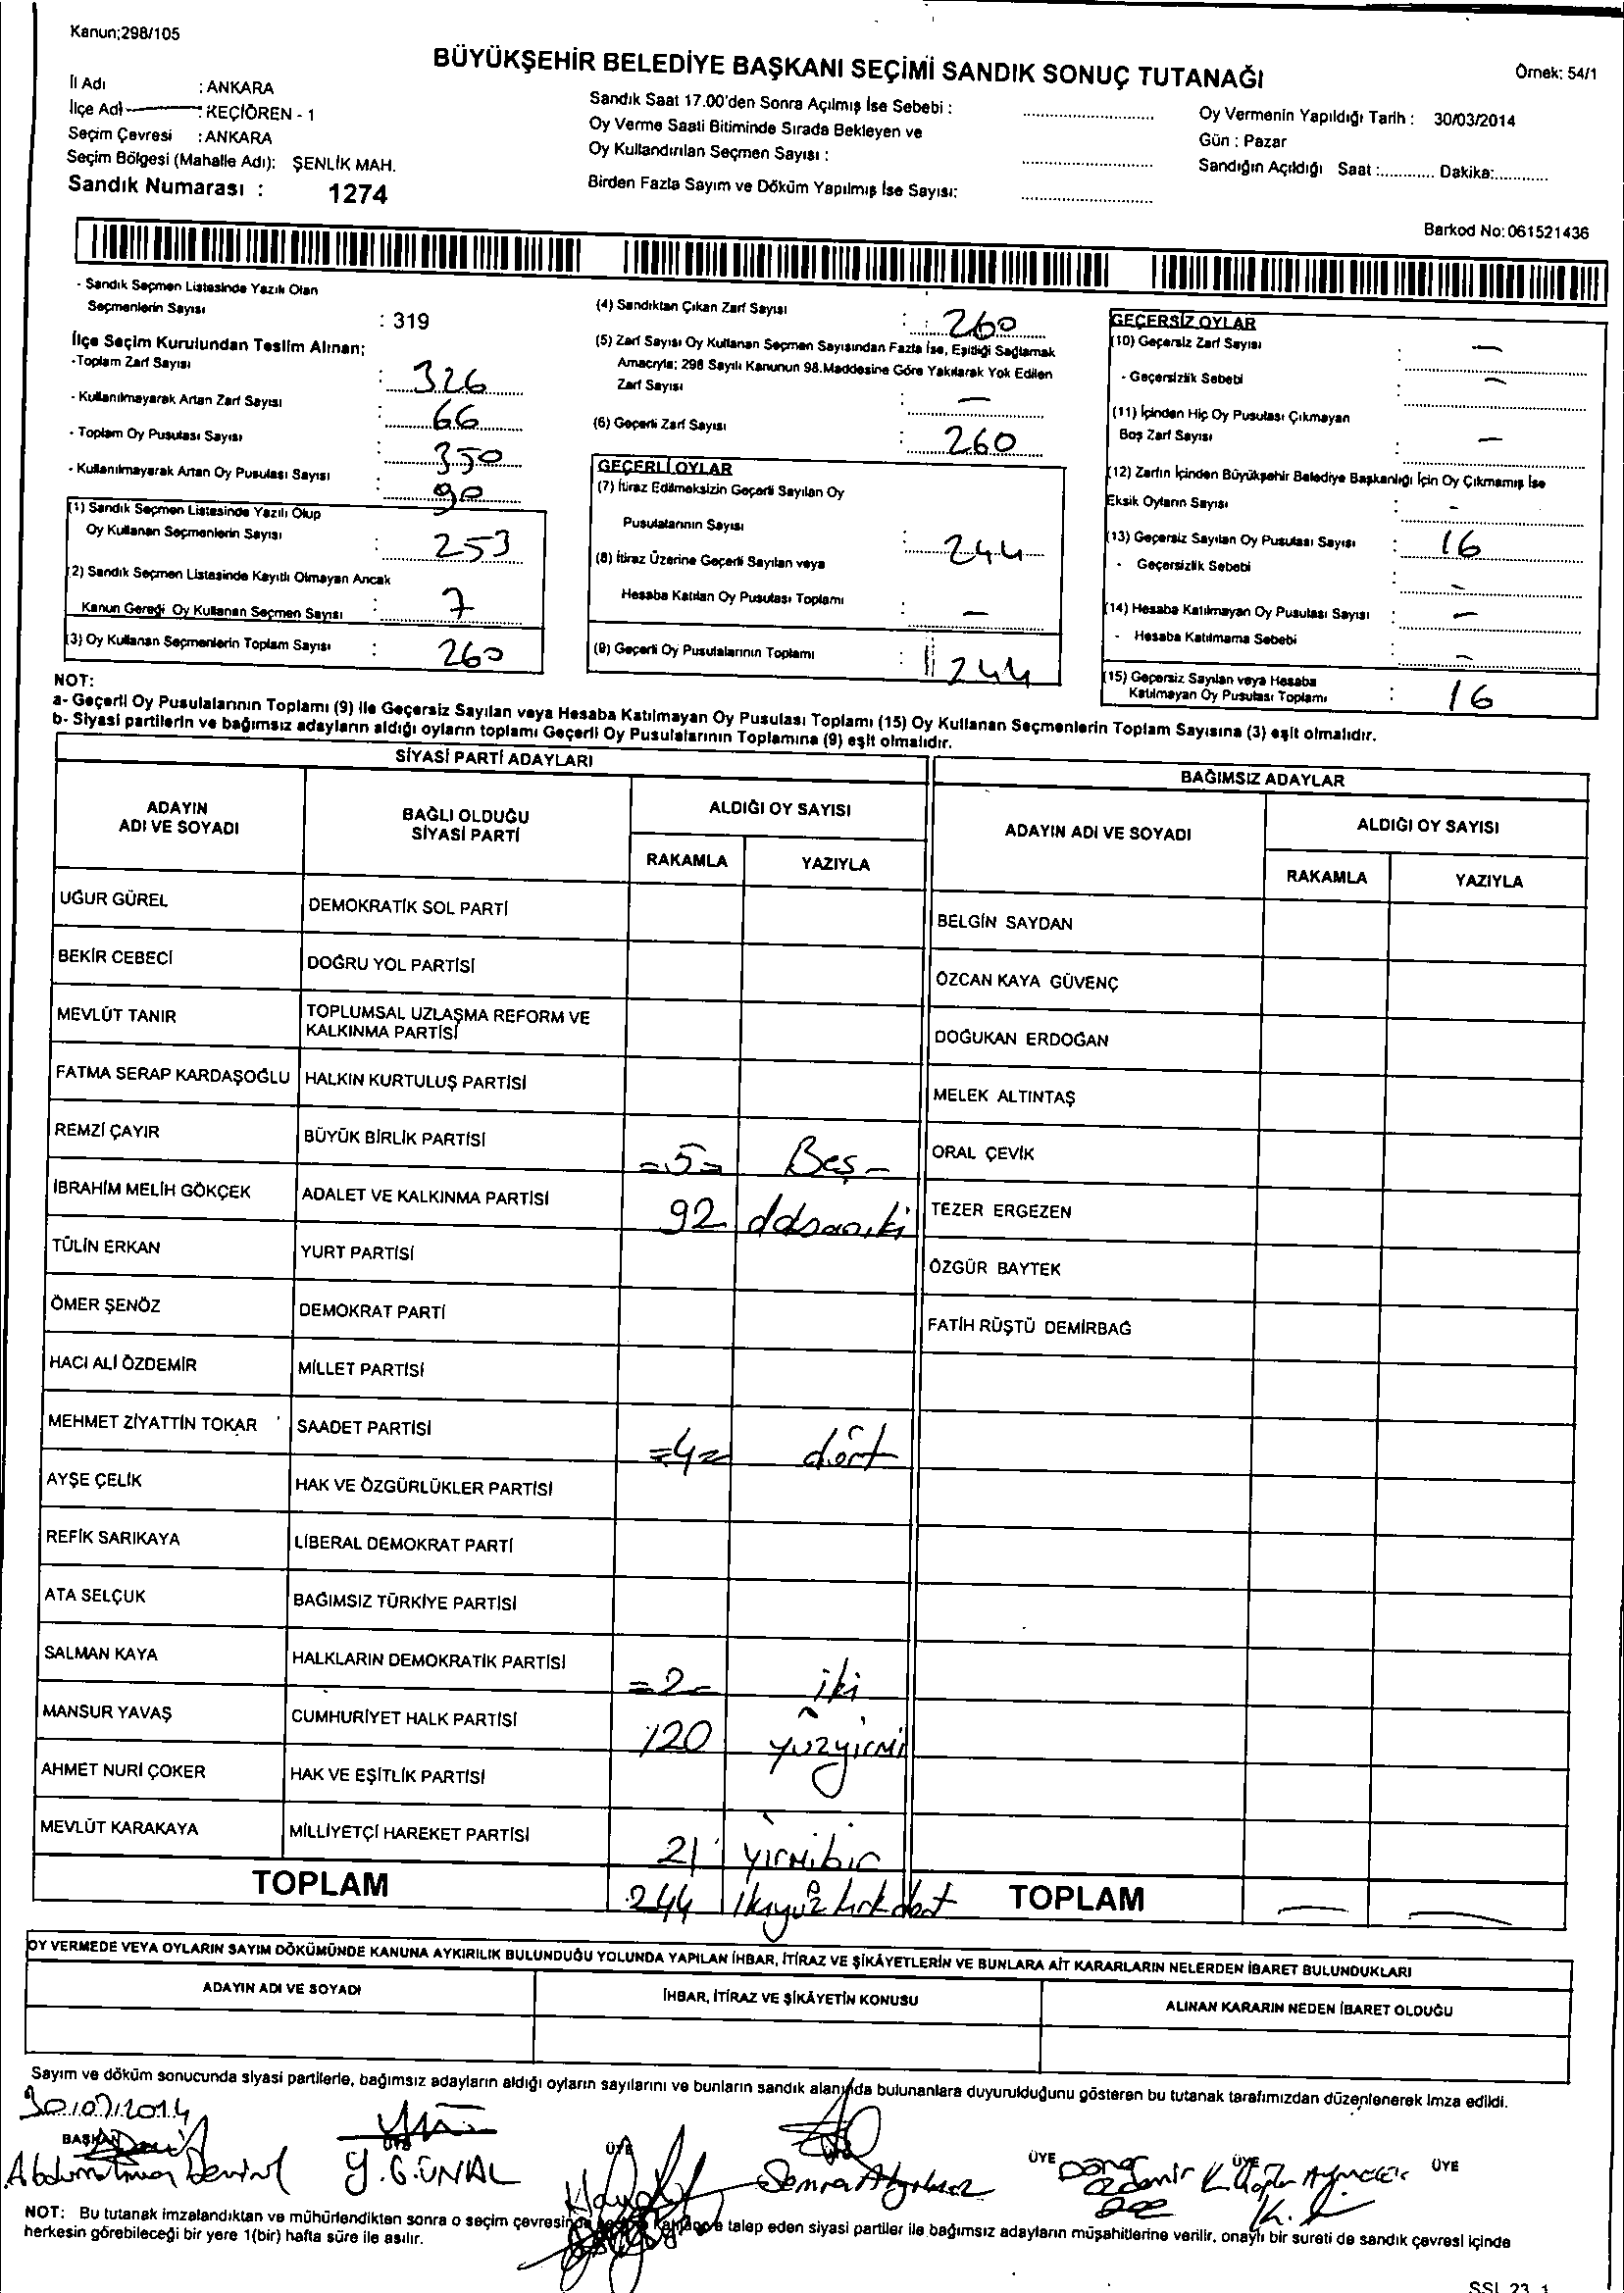 Kanun;298/105
BÜYÜKŞEHİR BELEDİYE BAŞKANI SEÇİMİ SANDIK SONUÇ TUTANAĞI
Örnek: 54/1
İl Adı : ANKARA
İlçe Adı : KEÇİÖREN - 1
Seçim Çevresi : ANKARA
Seçim Bölgesi (Mahalle Adı): ŞENLİK MAH.
Sandık Numarası : 1274
Sandık Saat 17.00'den Sonra Açılmış İse Sebebi :
Oy Verme Saati Bitiminde Sırada Bekleyen ve
Oy Kullandırılan Seçmen Sayısı :
Birden Fazla Sayım ve Döküm Yapılmış İse Sayısı:
Oy Vermenin Yapıldığı Tarih : 30/03/2014
Gün : Pazar
Sandığın Açıldığı Saat :............ Dakika:............
Barkod No:061521436
- Sandık Seçmen Listesinde Yazılı Olan
Seçmenlerin Sayısı : 319
İlçe Seçim Kurulundan Teslim Alınan;
-Toplam Zarf Sayısı : 326
- Kullanılmayarak Artan Zarf Sayısı : 66
- Toplam Oy Pusulası Sayısı : 350
- Kullanılmayarak Artan Oy Pusulası Sayısı : 90
(1) Sandık Seçmen Listesinde Yazılı Olup
Oy Kullanan Seçmenlerin Sayısı : 253
(2) Sandık Seçmen Listesinde Kayıtlı Olmayan Ancak
Kanun Gereği Oy Kullanan Seçmen Sayısı : 7
(3) Oy Kullanan Seçmenlerin Toplam Sayısı : 260
(4) Sandıktan Çıkan Zarf Sayısı : 260
(5) Zarf Sayısı Oy Kullanan Seçmen Sayısından Fazla İse, Eşitliği Sağlamak
Amacıyla; 298 Sayılı Kanunun 98.Maddesine Göre Yakılarak Yok Edilen
Zarf Sayısı : —
(6) Geçerli Zarf Sayısı : 260
GEÇERLİ OYLAR
(7) İtiraz Edilmeksizin Geçerli Sayılan Oy
Pusulalarının Sayısı : 244
(8) İtiraz Üzerine Geçerli Sayılan veya
Hesaba Katılan Oy Pusulası Toplamı : —
(9) Geçerli Oy Pusulalarının Toplamı : 244
GEÇERSİZ OYLAR
(10) Geçersiz Zarf Sayısı : —
- Geçersizlik Sebebi : —
(11) İçinden Hiç Oy Pusulası Çıkmayan
Boş Zarf Sayısı : —
(12) Zarfın İçinden Büyükşehir Belediye Başkanlığı İçin Oy Çıkmamış İse
Eksik Oyların Sayısı : -
(13) Geçersiz Sayılan Oy Pusulası Sayısı : 16
- Geçersizlik Sebebi : -
(14) Hesaba Katılmayan Oy Pusulası Sayısı : —
- Hesaba Katılmama Sebebi : —
(15) Geçersiz Sayılan veya Hesaba
Katılmayan Oy Pusulası Toplamı : 16
NOT:
a- Geçerli Oy Pusulalarının Toplamı (9) ile Geçersiz Sayılan veya Hesaba Katılmayan Oy Pusulası Toplamı (15) Oy Kullanan Seçmenlerin Toplam Sayısına (3) eşit olmalıdır.
b- Siyasi partilerin ve bağımsız adayların aldığı oyların toplamı Geçerli Oy Pusulalarının Toplamına (9) eşit olmalıdır.
SİYASİ PARTİ ADAYLARI
ADAYIN ADI VE SOYADI
BAĞLI OLDUĞU SİYASİ PARTİ
ALDIĞI OY SAYISI
RAKAMLA YAZIYLA
UĞUR GÜREL DEMOKRATİK SOL PARTİ
BEKİR CEBECİ DOĞRU YOL PARTİSİ
MEVLÜT TANIR TOPLUMSAL UZLAŞMA REFORM VE
KALKINMA PARTİSİ
FATMA SERAP KARDAŞOĞLU HALKIN KURTULUŞ PARTİSİ
REMZİ ÇAYIR BÜYÜK BİRLİK PARTİSİ =5= Beş-
İBRAHİM MELİH GÖKÇEK ADALET VE KALKINMA PARTİSİ 92
TÜLİN ERKAN YURT PARTİSİ
ÖMER ŞENÖZ DEMOKRAT PARTİ
HACI ALİ ÖZDEMİR MİLLET PARTİSİ
MEHMET ZİYATTİN TOKAR SAADET PARTİSİ =4= dört
AYŞE ÇELİK HAK VE ÖZGÜRLÜKLER PARTİSİ
REFİK SARIKAYA LİBERAL DEMOKRAT PARTİ
ATA SELÇUK BAĞIMSIZ TÜRKİYE PARTİSİ
SALMAN KAYA HALKLARIN DEMOKRATİK PARTİSİ =2= iki
MANSUR YAVAŞ CUMHURİYET HALK PARTİSİ 120 yüzyirmi
AHMET NURİ ÇOKER HAK VE EŞİTLİK PARTİSİ
MEVLÜT KARAKAYA MİLLİYETÇİ HAREKET PARTİSİ 21 yirmibir
TOPLAM 244 ikiyüz kırk dört
BAĞIMSIZ ADAYLAR
ADAYIN ADI VE SOYADI
ALDIĞI OY SAYISI
RAKAMLA YAZIYLA
BELGİN SAYDAN
ÖZCAN KAYA GÜVENÇ
DOĞUKAN ERDOĞAN
MELEK ALTINTAŞ
ORAL ÇEVİK
TEZER ERGEZEN
ÖZGÜR BAYTEK
FATİH RÜŞTÜ DEMİRBAĞ
TOPLAM — —
OY VERMEDE VEYA OYLARIN SAYIM DÖKÜMÜNDE KANUNA AYKIRILIK BULUNDUĞU YOLUNDA YAPILAN İHBAR, İTİRAZ VE ŞİKÂYETLERİN VE BUNLARA AİT KARARLARIN NELERDEN İBARET BULUNDUKLARI
ADAYIN ADI VE SOYADI İHBAR, İTİRAZ VE ŞİKÂYETİN KONUSU ALINAN KARARIN NEDEN İBARET OLDUĞU
Sayım ve döküm sonucunda siyasi partilerle, bağımsız adayların aldığı oyların sayılarını ve bunların sandık alanında bulunanlara duyurulduğunu gösteren bu tutanak tarafımızdan düzenlenerek imza edildi.
BAŞKAN ÜYE ÜYE ÜYE ÜYE ÜYE ÜYE
Y.G.ÜNAL
NOT: Bu tutanak imzalandıktan ve mühürlendikten sonra o seçim çevresinde talep eden siyasi partiler ile bağımsız adayların müşahitlerine verilir, onaylı bir sureti de sandık çevresi içinde
herkesin görebileceği bir yere 1(bir) hafta süre ile asılır.